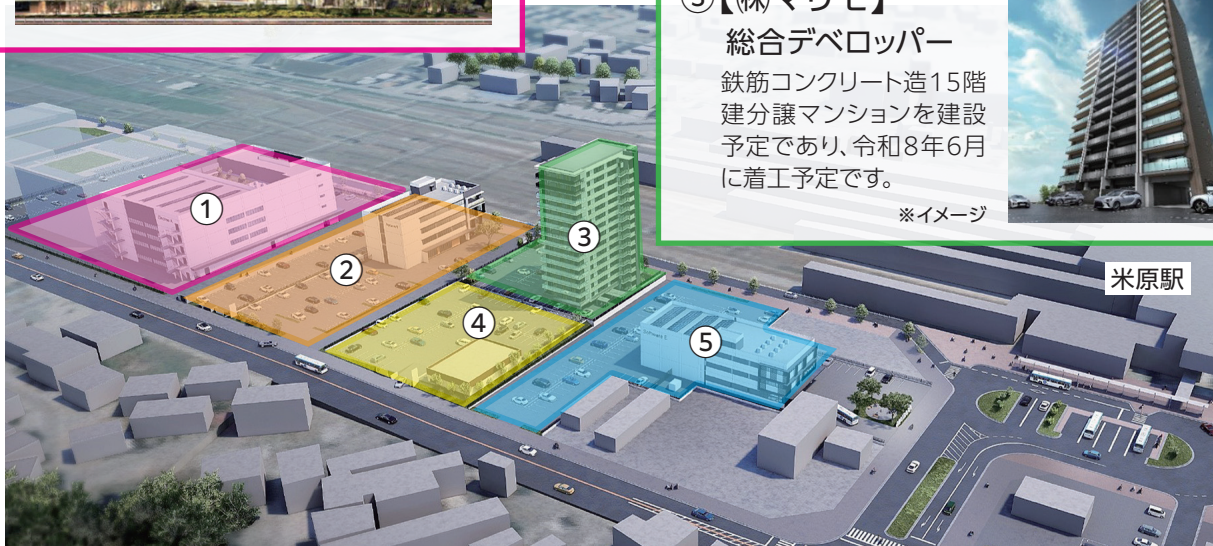 総合デベロッパー
鉄筋コンクリート造15階
建分譲マンションを建設
予定であり、令和8年6月
に着工予定です。
※イメージ
米原駅
①
②
③
④
⑤